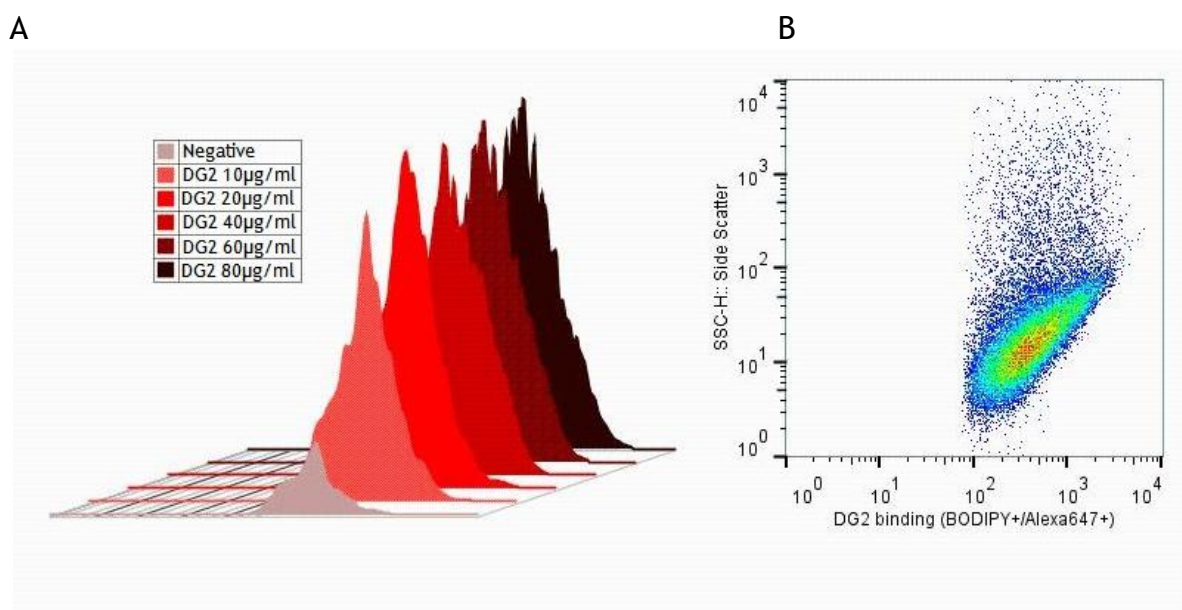 A
B
Negative
DG2 10µg/ml
DG2 20µg/ml
DG2 40µg/ml
DG2 60µg/ml
DG2 80µg/ml
10^4
10^3
10^2
10^1
10^0
SSC-H:: Side Scatter
10^0 10^1 10^2 10^3 10^4
DG2 binding (BODIPY+/Alexa647+)